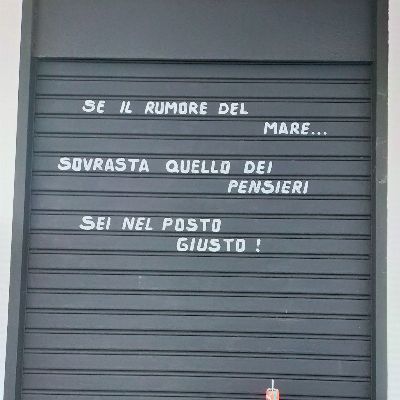 SE IL RUMORE DEL
MARE...
SOVRASTA QUELLO DEI
PENSIERI
SEI NEL POSTO
GIUSTO !